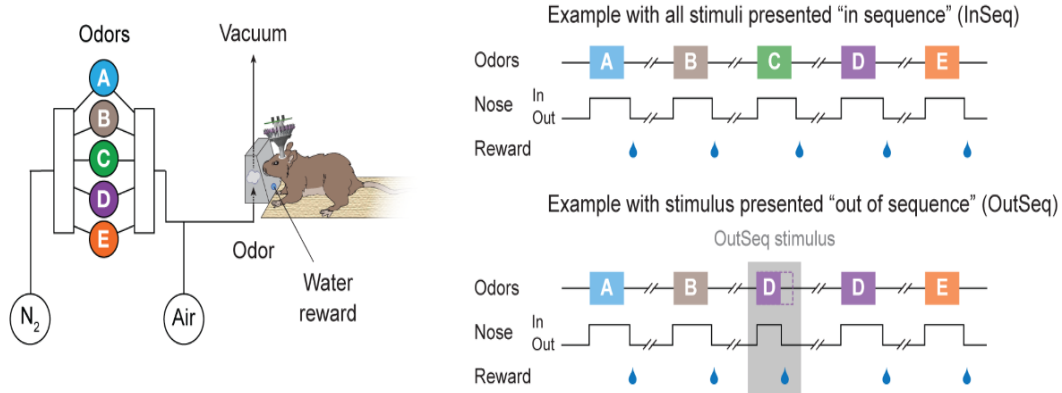 Odors
A
B
C
D
E
N2
Air
Vacuum
Odor
Water
reward
Example with all stimuli presented “in sequence” (InSeq)
Odors A B C D E
Nose In
Out
Reward
Example with stimulus presented “out of sequence” (OutSeq)
OutSeq stimulus
Odors A B D D E
Nose In
Out
Reward